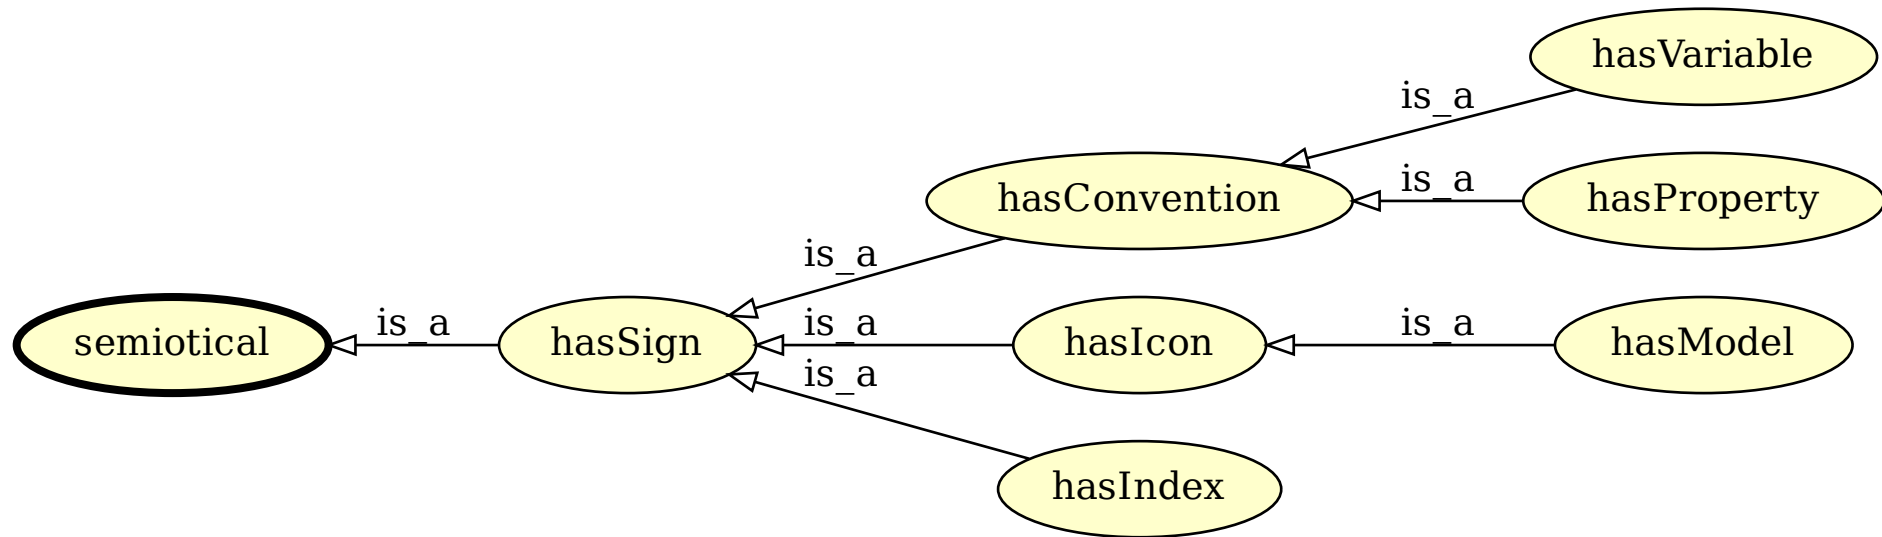 hasVariable
is_a
hasConvention
is_a
hasProperty
is_a
semiotical
is_a
hasSign
is_a
hasIcon
is_a
hasModel
is_a
hasIndex